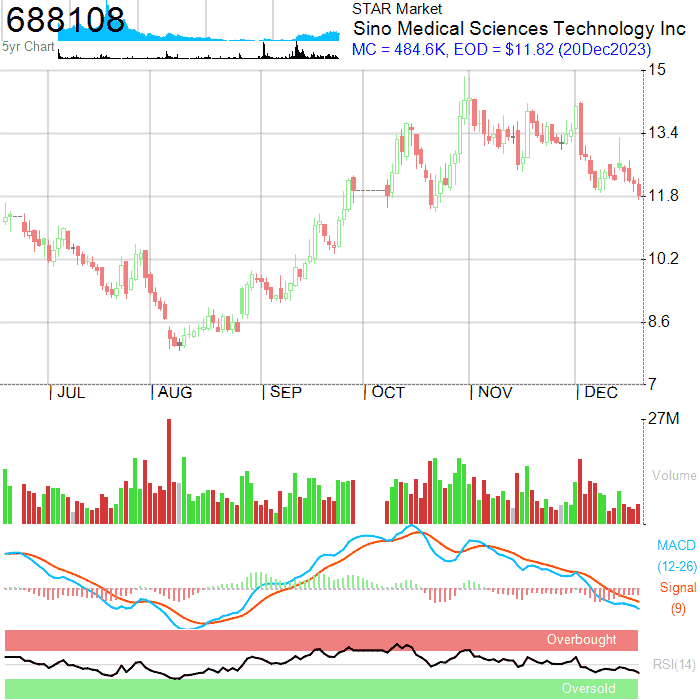 688108
5yr Chart
STAR Market
Sino Medical Sciences Technology Inc
MC = 484.6K, EOD = $11.82 (20Dec2023)
15
13.4
11.8
10.2
8.6
7
JUL
AUG
SEP
OCT
NOV
DEC
27M
Volume
MACD
(12-26)
Signal
(9)
Overbought
RSI(14)
Oversold